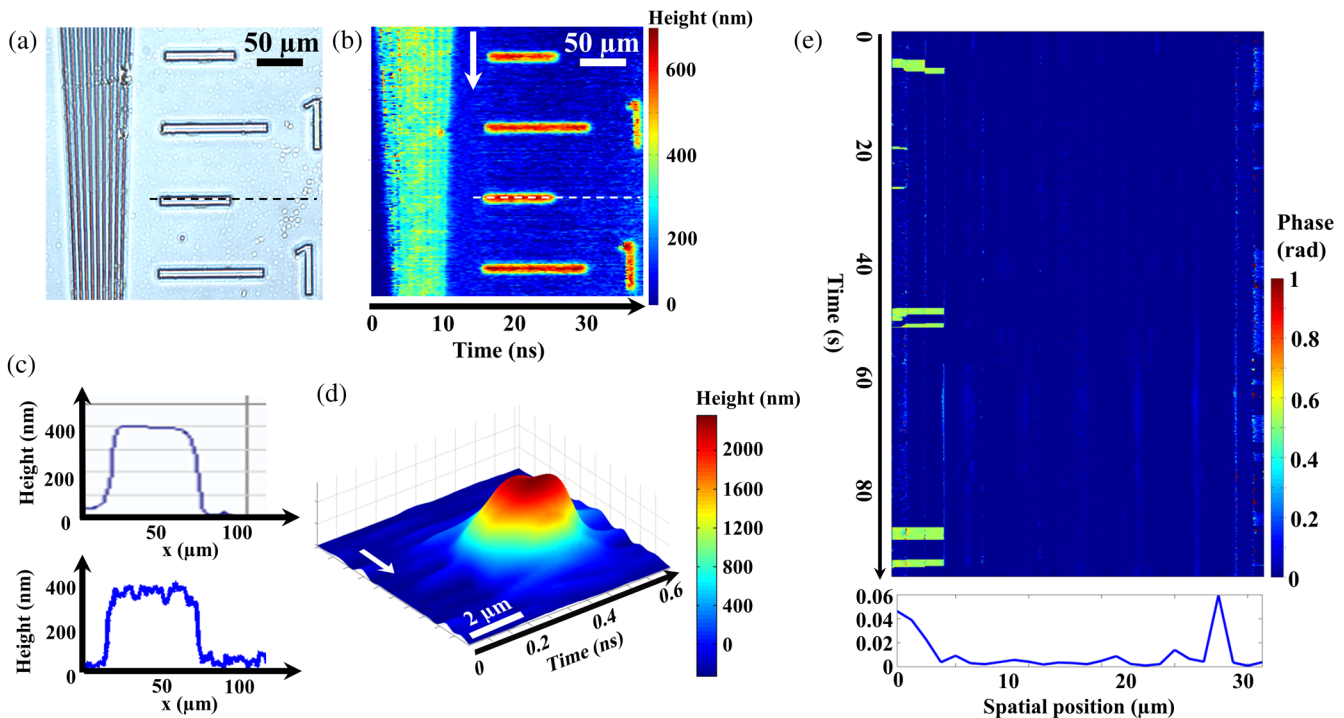 (a)
50 µm
1
1
(b)
50 µm
Height (nm)
600
400
200
0
0 10 20 30
Time (ns)
(c)
Height (nm)
400
200
0
50 100
x (µm)
Height (nm)
400
200
0
50 100
x (µm)
(d)
2 µm
0 0.2 0.4 0.6
Time (ns)
Height (nm)
2000
1600
1200
800
400
0
(e)
0
20
40
60
80
Time (s)
Phase (rad)
1
0.8
0.6
0.4
0.2
0
0.06
0.04
0.02
0
0 10 20 30
Spatial position (µm)